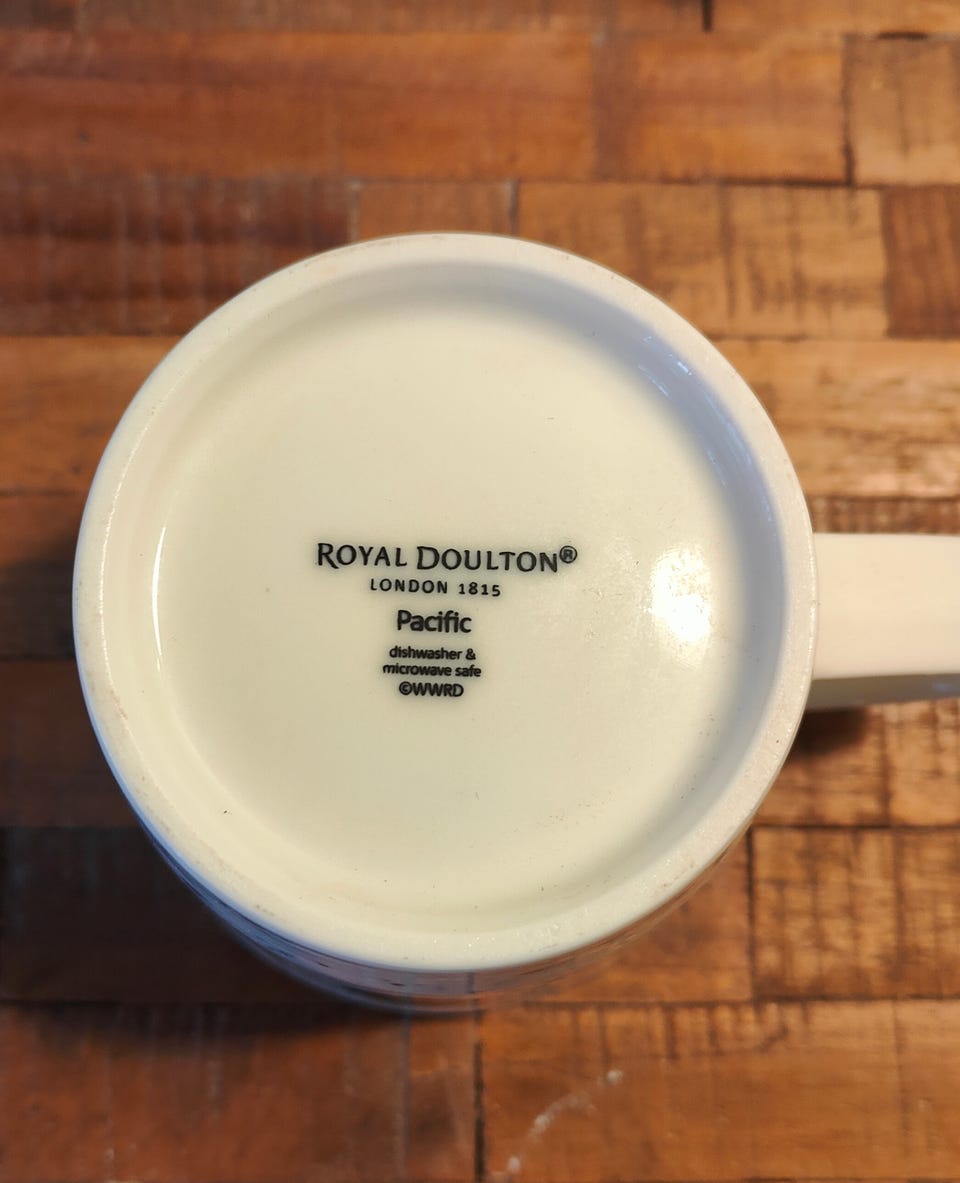 ROYAL DOULTON®
LONDON 1815
Pacific
dishwasher &
microwave safe
©WWRD